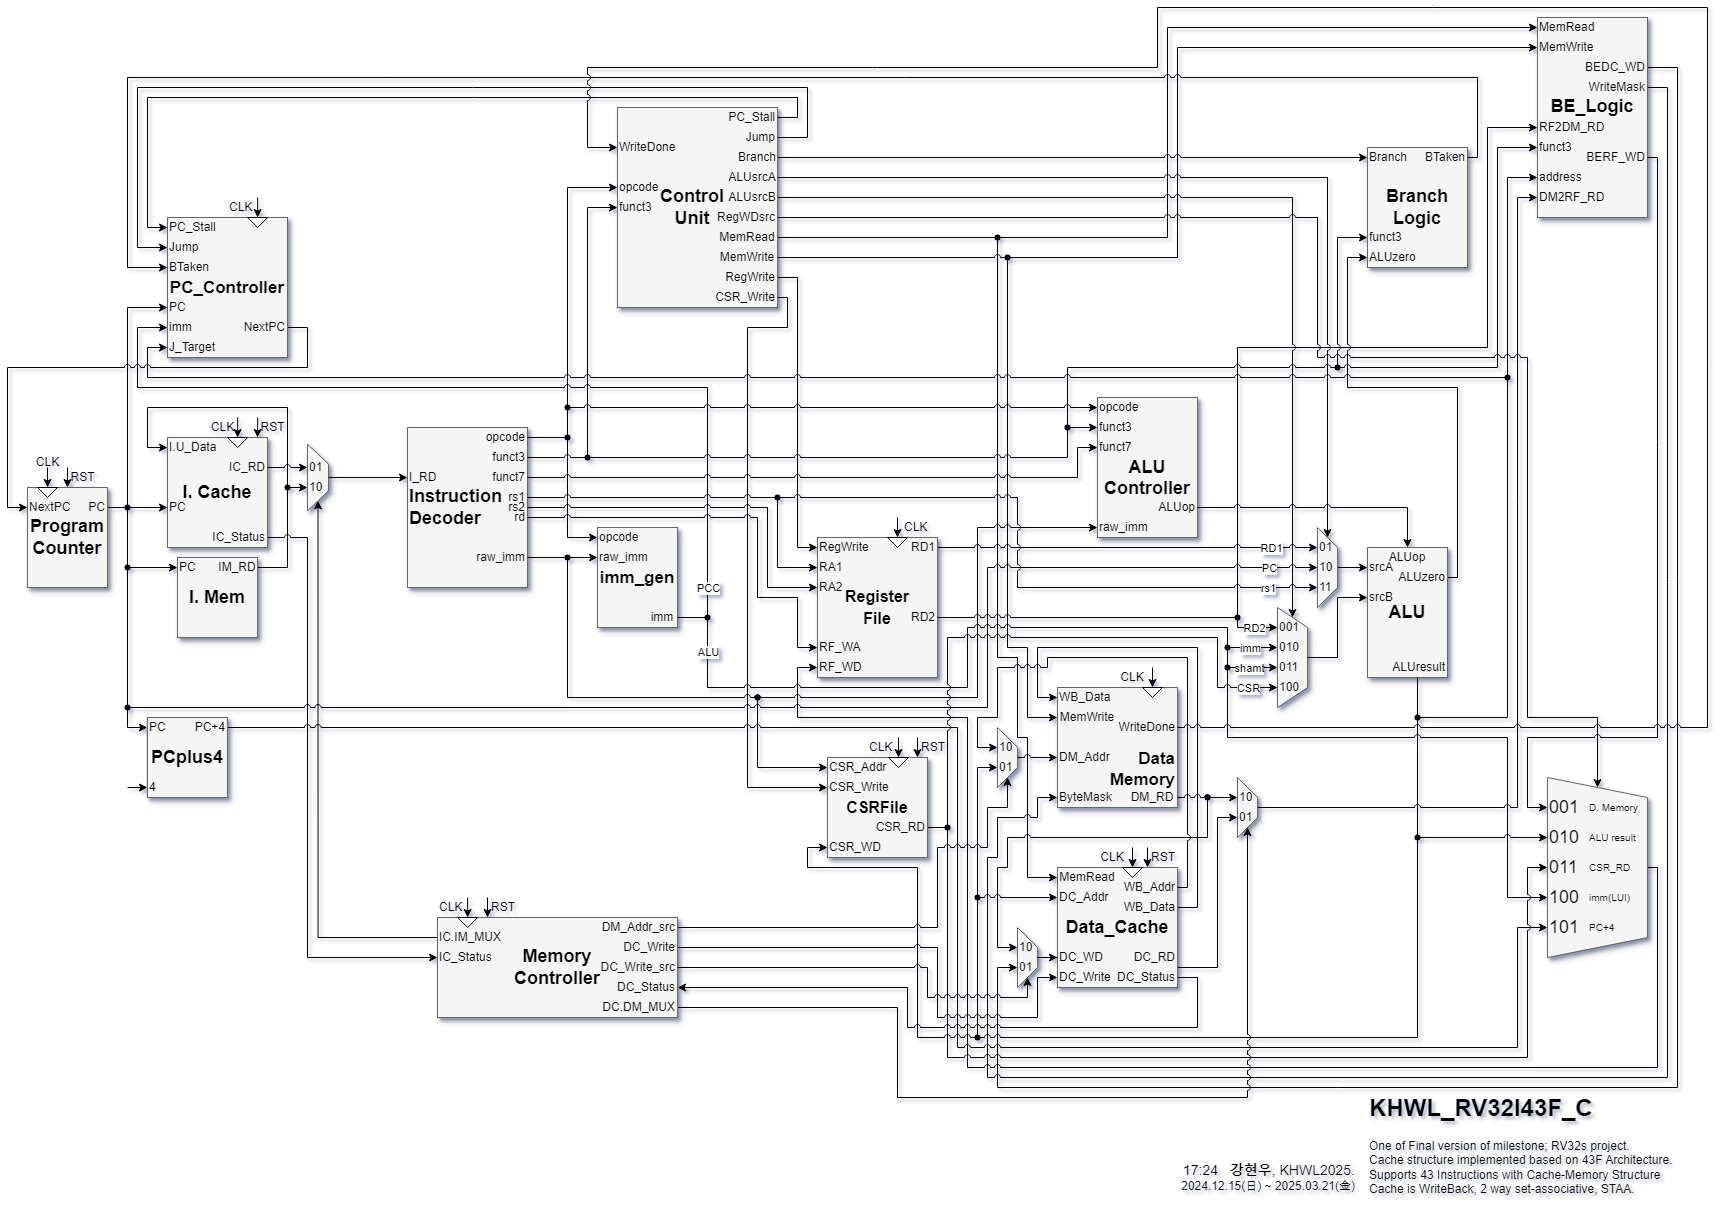 MemRead
MemWrite
BEDC_WD
WriteMask
BE_Logic
RF2DM_RD
funct3
BERF_WD
address
DM2RF_RD
PC_Stall
Jump
WriteDone
Branch
ALUsrcA
opcode
ALUsrcB
Control
Unit
funct3
RegWDsrc
MemRead
MemWrite
RegWrite
CSR_Write
Branch
BTaken
Branch
Logic
funct3
ALUzero
CLK
PC_Stall
Jump
BTaken
PC_Controller
PC
imm
NextPC
J_Target
CLK
RST
I.U_Data
IC_RD
I. Cache
PC
IC_Status
01
10
CLK
RST
NextPC
PC
Program
Counter
PC
IM_RD
I. Mem
opcode
funct3
I_RD
funct7
Instruction
Decoder
rs1
rs2
rd
raw_imm
opcode
raw_imm
imm_gen
imm
PCC
ALU
opcode
funct3
funct7
ALU
Controller
ALUop
raw_imm
CLK
RegWrite
RD1
RA1
RA2
Register
File
RD2
RF_WA
RF_WD
RD1
01
PC
10
rs1
11
RD2
001
imm
010
shamt
011
CSR
100
ALUop
srcA
ALUzero
srcB
ALU
ALUresult
PC
PC+4
PCplus4
4
CLK
RST
CSR_Addr
CSR_Write
CSRFile
CSR_RD
CSR_WD
CLK
WB_Data
MemWrite
WriteDone
DM_Addr
Data
Memory
ByteMask
DM_RD
10
01
10
01
CLK
RST
MemRead
WB_Addr
DC_Addr
WB_Data
Data_Cache
DC_WD
DC_RD
DC_Write
DC_Status
10
01
001 D. Memory
010 ALU result
011 CSR_RD
100 imm(LUI)
101 PC+4
CLK
RST
IC.IM_MUX
IC_Status
Memory
Controller
DM_Addr_src
DC_Write
DC_Write_src
DC_Status
DC.DM_MUX
KHWL_RV32I43F_C
One of Final version of milestone; RV32s project.
Cache structure implemented based on 43F Architecture.
Supports 43 Instructions with Cache-Memory Structure
Cache is WriteBack, 2 way set-associative, STAA.
17:24 강현우, KHWL2025.
2024.12.15(日) ~ 2025.03.21(金)